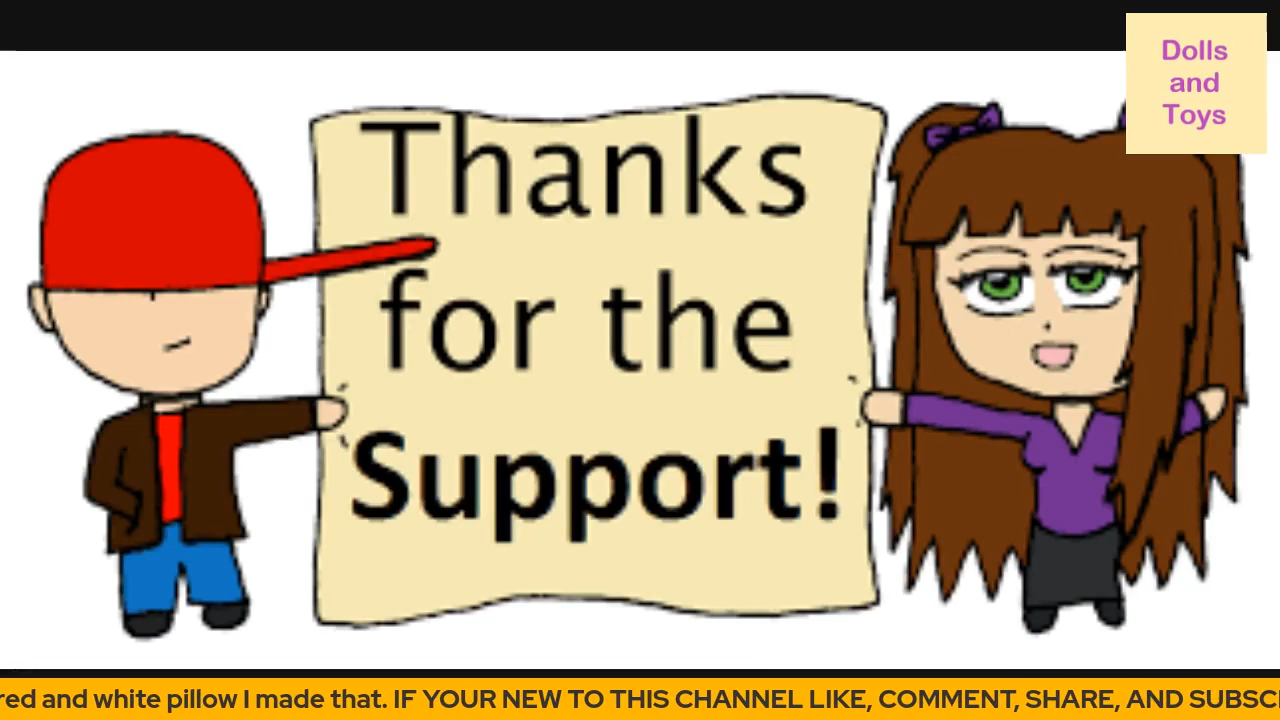 Dolls
and
Toys
Thanks
for the
Support!
red and white pillow I made that. IF YOUR NEW TO THIS CHANNEL LIKE, COMMENT, SHARE, AND SUBSC